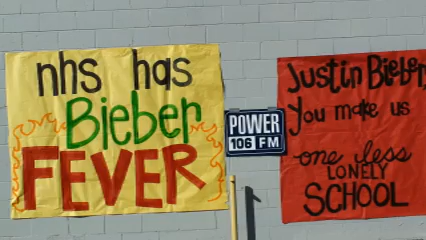 nhs has
Bieber
FEVER
POWER
106 FM
Justin Bieber,
You make us
one less
LONELY
SCHOOL